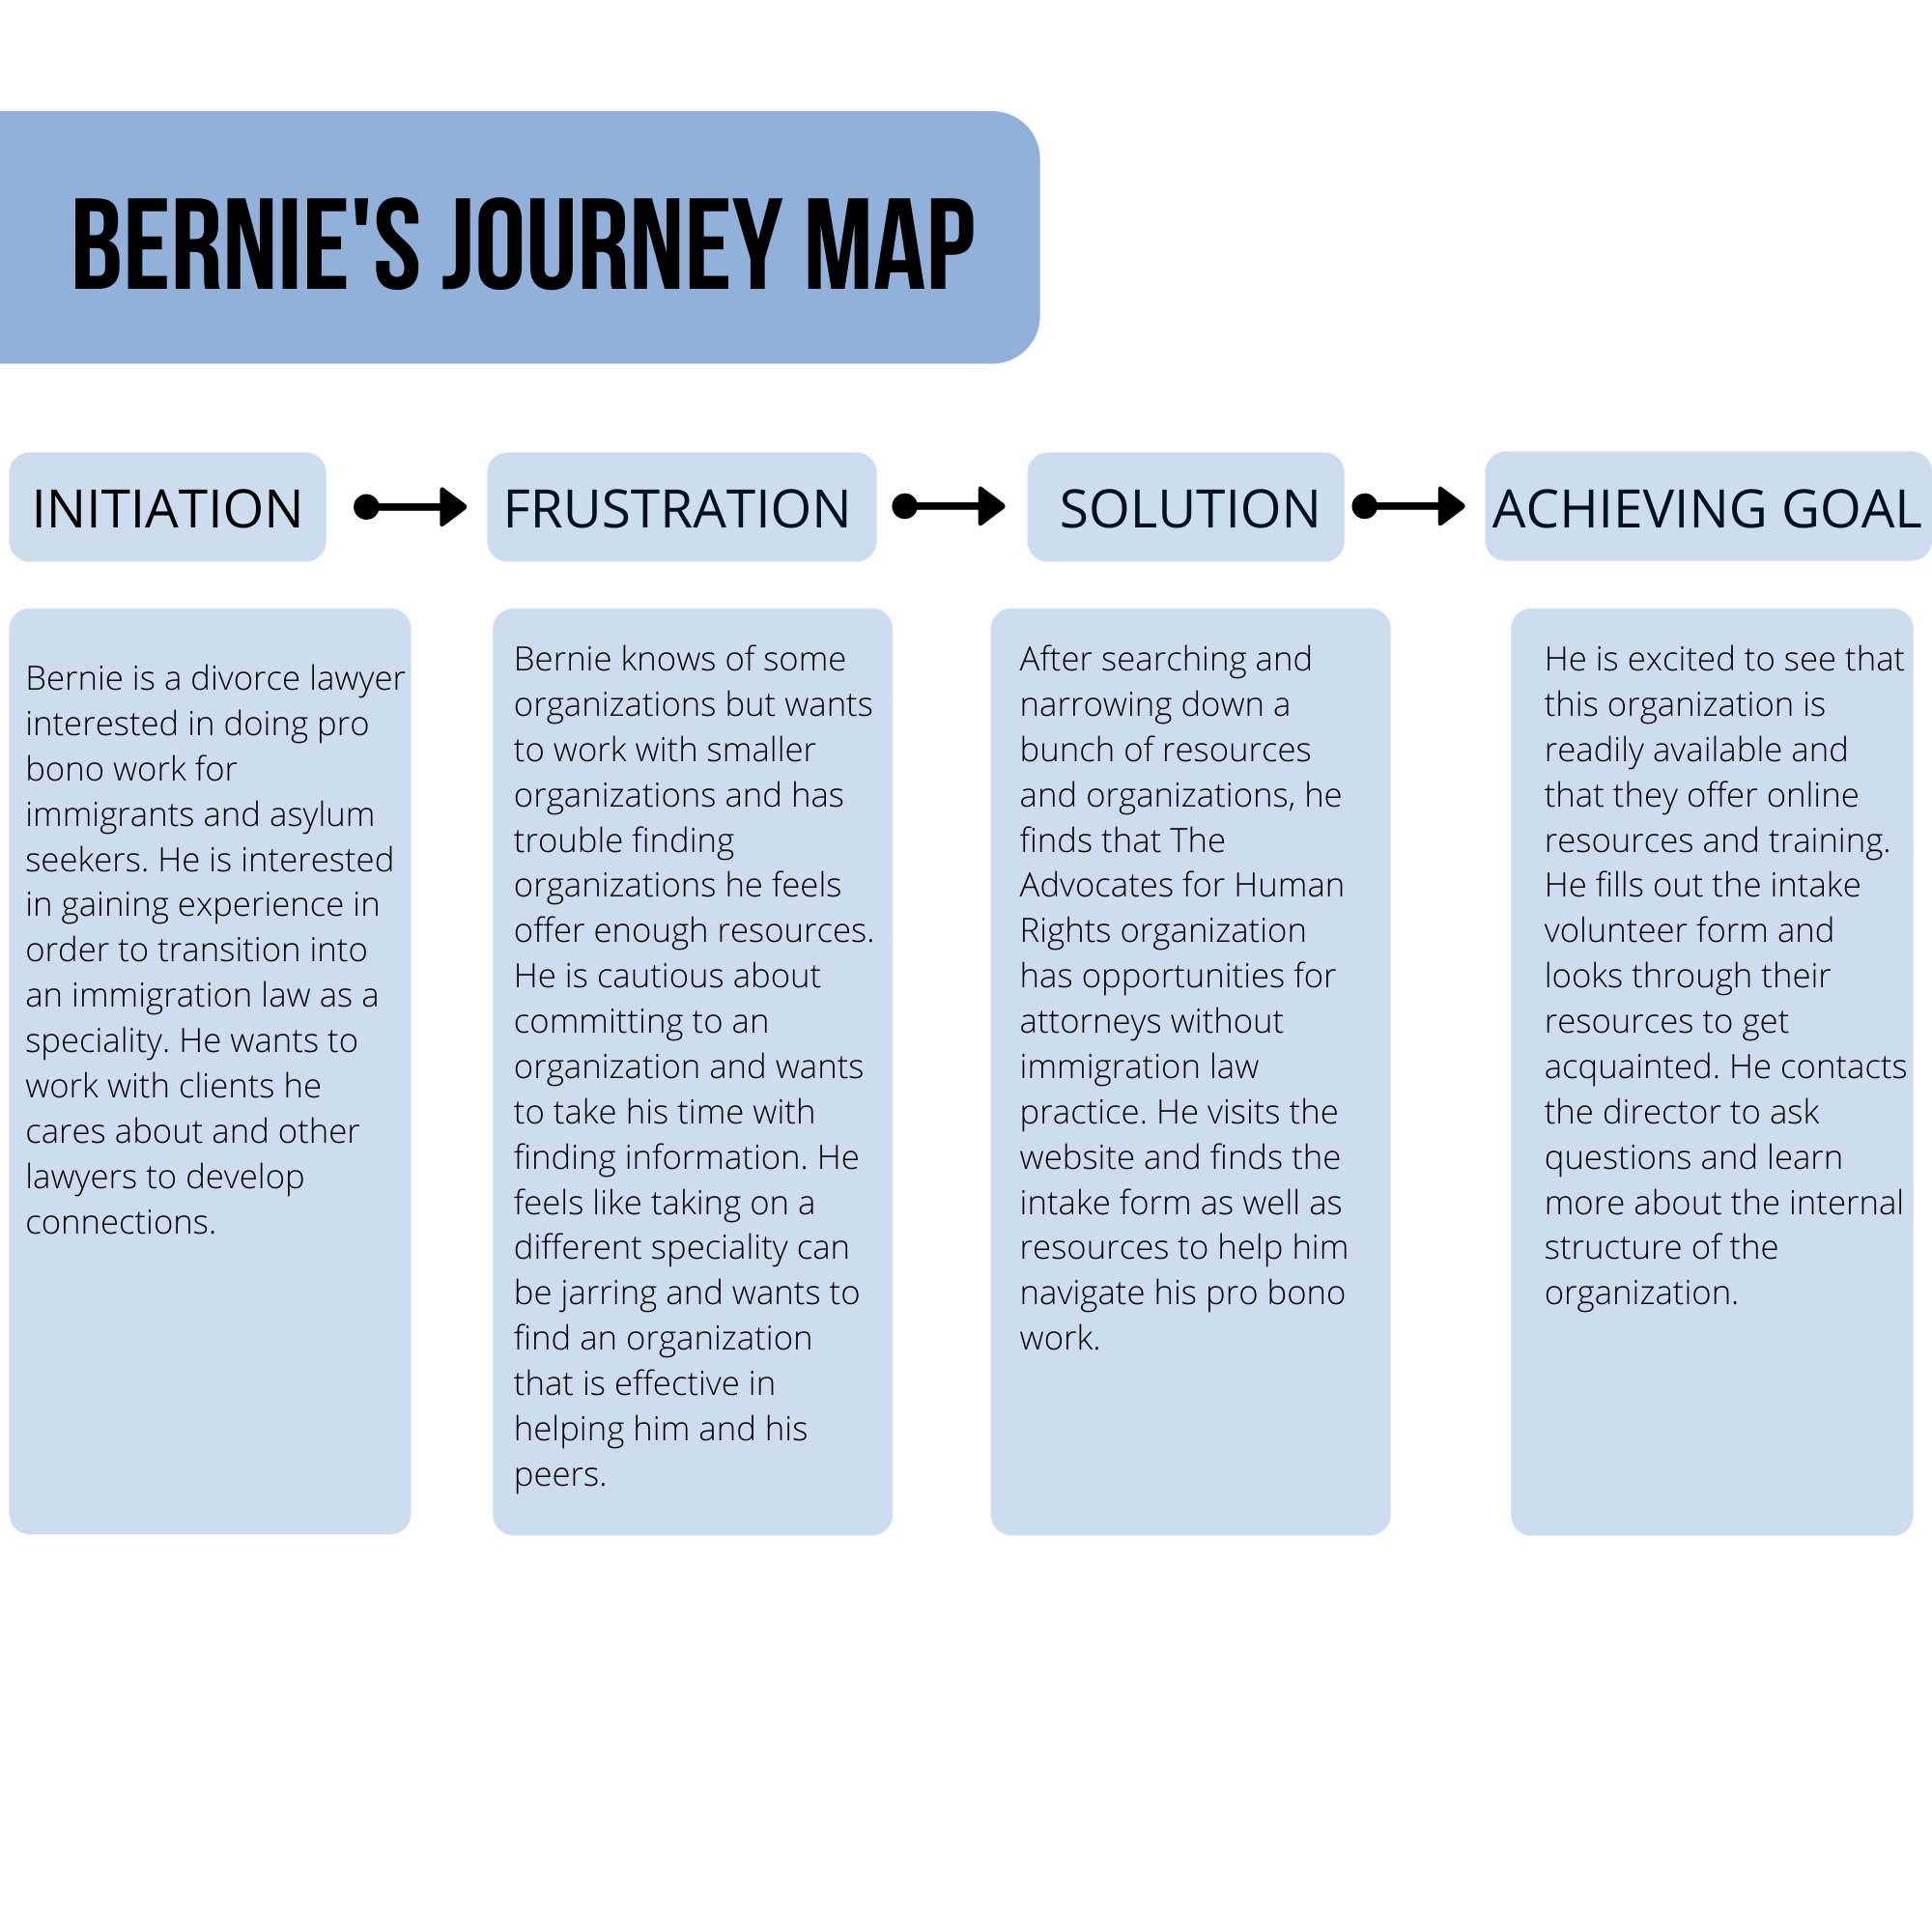 BERNIE'S JOURNEY MAP
INITIATION
FRUSTRATION
SOLUTION
ACHIEVING GOAL
Bernie is a divorce lawyer
interested in doing pro
bono work for
immigrants and asylum
seekers. He is interested
in gaining experience in
order to transition into
an immigration law as a
speciality. He wants to
work with clients he
cares about and other
lawyers to develop
connections.
Bernie knows of some
organizations but wants
to work with smaller
organizations and has
trouble finding
organizations he feels
offer enough resources.
He is cautious about
committing to an
organization and wants
to take his time with
finding information. He
feels like taking on a
different speciality can
be jarring and wants to
find an organization
that is effective in
helping him and his
peers.
After searching and
narrowing down a
bunch of resources
and organizations, he
finds that The
Advocates for Human
Rights organization
has opportunities for
attorneys without
immigration law
practice. He visits the
website and finds the
intake form as well as
resources to help him
navigate his pro bono
work.
He is excited to see that
this organization is
readily available and
that they offer online
resources and training.
He fills out the intake
volunteer form and
looks through their
resources to get
acquainted. He contacts
the director to ask
questions and learn
more about the internal
structure of the
organization.